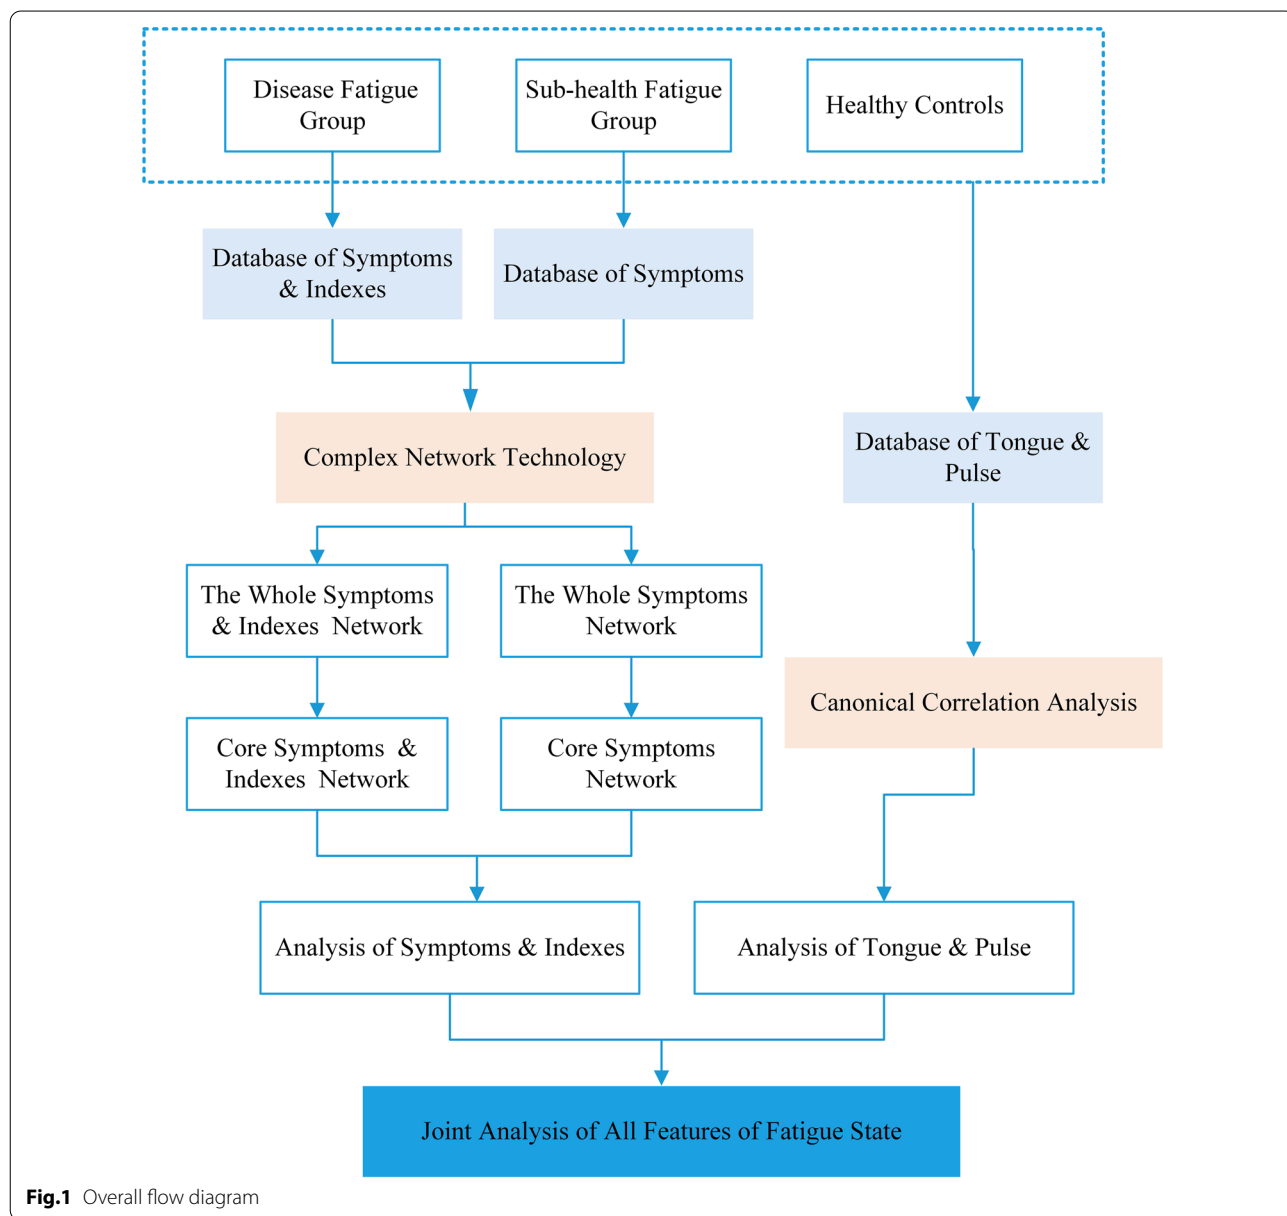 Disease Fatigue
Group
Sub-health Fatigue
Group
Healthy Controls
Database of Symptoms
& Indexes
Database of Symptoms
Complex Network Technology
Database of Tongue &
Pulse
The Whole Symptoms
& Indexes Network
The Whole Symptoms
Network
Canonical Correlation Analysis
Core Symptoms &
Indexes Network
Core Symptoms
Network
Analysis of Symptoms & Indexes
Analysis of Tongue & Pulse
Joint Analysis of All Features of Fatigue State
Fig.1 Overall flow diagram